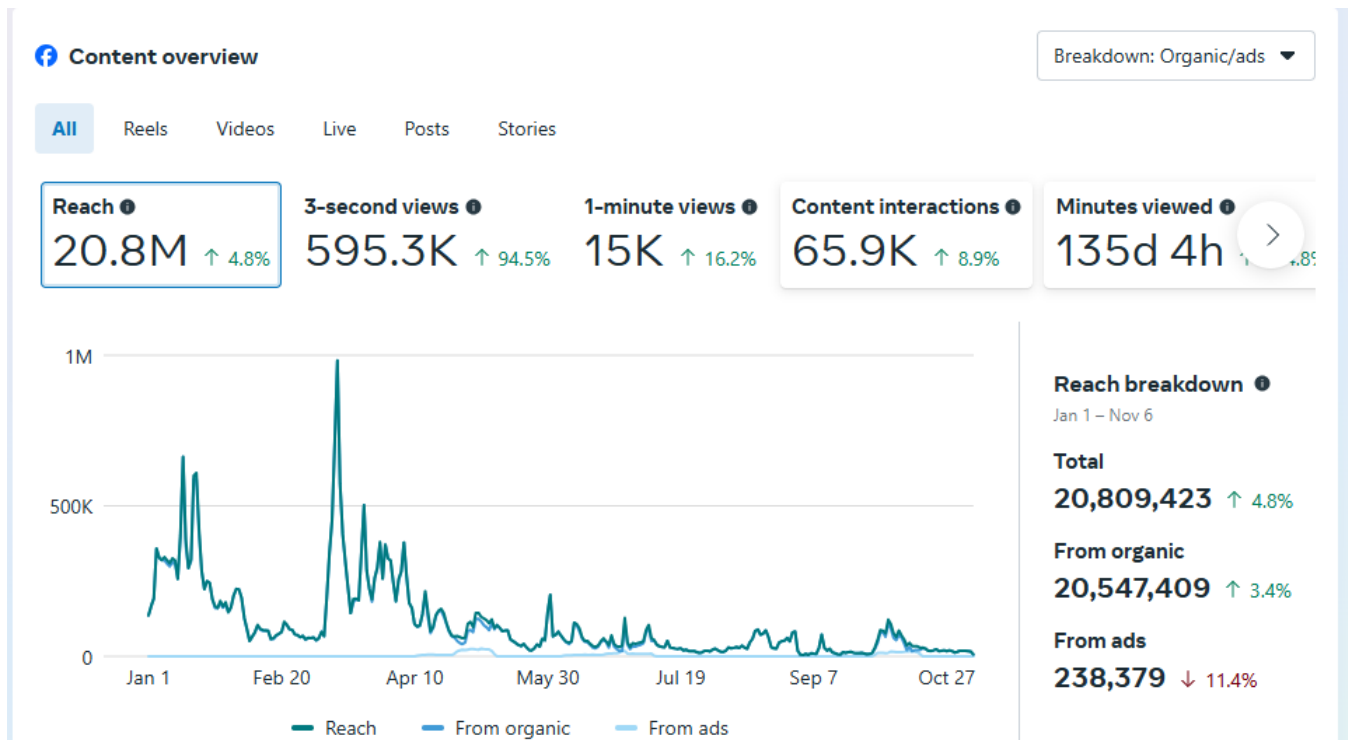 Content overview
Breakdown: Organic/ads
All Reels Videos Live Posts Stories
Reach 3-second views 1-minute views Content interactions Minutes viewed
20.8M ↑ 4.8% 595.3K ↑ 94.5% 15K ↑ 16.2% 65.9K ↑ 8.9% 135d 4h
1M
500K
0
Jan 1 Feb 20 Apr 10 May 30 Jul 19 Sep 7 Oct 27
Reach From organic From ads
Reach breakdown
Jan 1 – Nov 6
Total
20,809,423 ↑ 4.8%
From organic
20,547,409 ↑ 3.4%
From ads
238,379 ↓ 11.4%